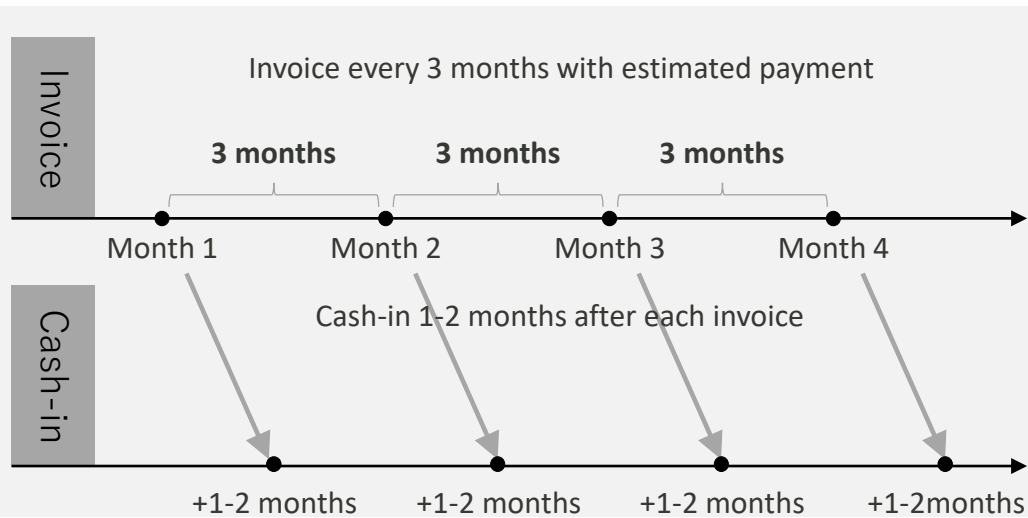 Invoice
Invoice every 3 months with estimated payment
3 months 3 months 3 months
Month 1 Month 2 Month 3 Month 4
Cash-in
Cash-in 1-2 months after each invoice
+1-2 months +1-2 months +1-2 months +1-2months